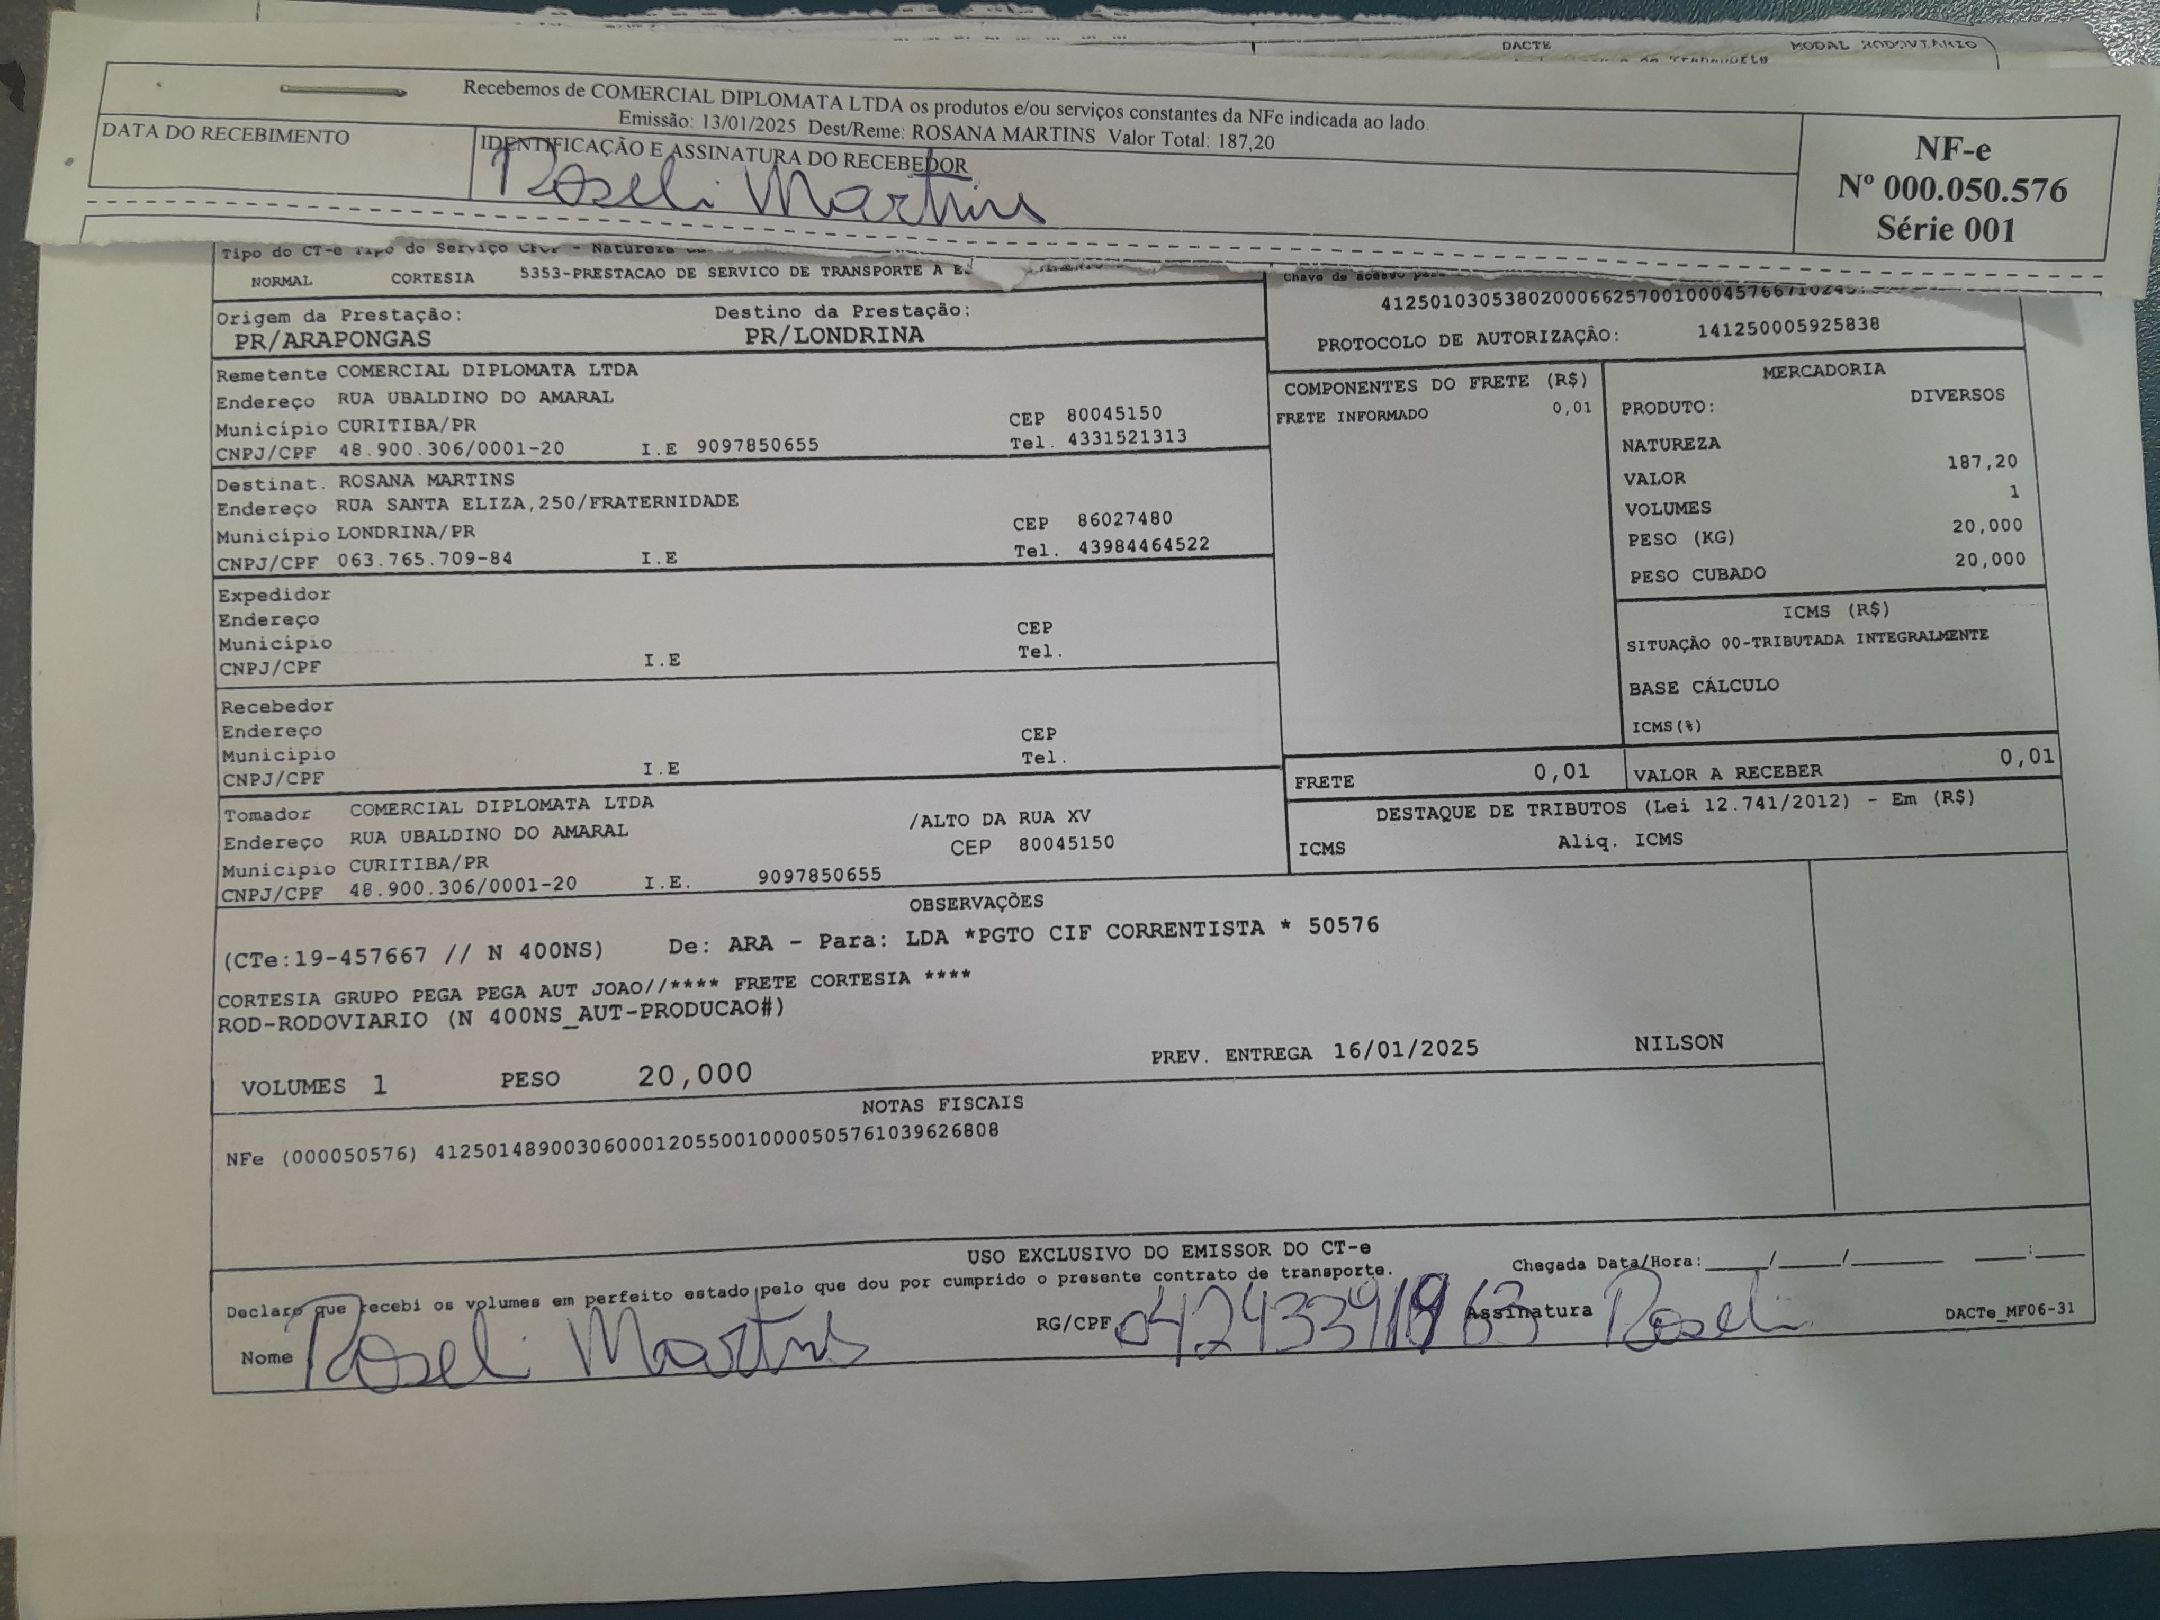 DACTE MODAL RODOVIARIO
Recebemos de COMERCIAL DIPLOMATA LTDA os produtos e/ou serviços constantes da NFe indicada ao lado.
Emissão: 13/01/2025 Dest/Reme: ROSANA MARTINS Valor Total: 187,20
DATA DO RECEBIMENTO
IDENTIFICAÇÃO E ASSINATURA DO RECEBEDOR
Roseli Martins
NF-e
Nº 000.050.576
Série 001
Tipo do CT-e Tipo do Serviço
NORMAL CORTESIA 5353-PRESTACAO DE SERVICO DE TRANSPORTE A
Chave de acesso
PROTOCOLO DE AUTORIZAÇÃO: 141250005925838
Origem da Prestação: Destino da Prestação:
PR/ARAPONGAS PR/LONDRINA
Remetente COMERCIAL DIPLOMATA LTDA
Endereço RUA UBALDINO DO AMARAL
Município CURITIBA/PR CEP 80045150
CNPJ/CPF 48.900.306/0001-20 I.E 9097850655 Tel. 4331521313
Destinat. ROSANA MARTINS
Endereço RUA SANTA ELIZA,250/FRATERNIDADE
Município LONDRINA/PR CEP 86027480
CNPJ/CPF 063.765.709-84 I.E Tel. 43984464522
Expedidor
Endereço
Município CEP
CNPJ/CPF I.E Tel.
Recebedor
Endereço
Município CEP
CNPJ/CPF I.E Tel.
Tomador COMERCIAL DIPLOMATA LTDA
Endereço RUA UBALDINO DO AMARAL /ALTO DA RUA XV
Município CURITIBA/PR CEP 80045150
CNPJ/CPF 48.900.306/0001-20 I.E. 9097850655
COMPONENTES DO FRETE (R$)
FRETE INFORMADO 0,01
MERCADORIA
PRODUTO: DIVERSOS
NATUREZA
VALOR 187,20
VOLUMES 1
PESO (KG) 20,000
PESO CUBADO 20,000
ICMS (R$)
SITUAÇÃO 00-TRIBUTADA INTEGRALMENTE
BASE CÁLCULO
ICMS(%)
FRETE 0,01 VALOR A RECEBER 0,01
DESTAQUE DE TRIBUTOS (Lei 12.741/2012) - Em (R$)
ICMS Aliq. ICMS
OBSERVAÇÕES
(CTe:19-457667 // N 400NS) De: ARA - Para: LDA *PGTO CIF CORRENTISTA * 50576
CORTESIA GRUPO PEGA PEGA AUT JOAO//**** FRETE CORTESIA ****
ROD-RODOVIARIO (N 400NS_AUT-PRODUCAO#)
VOLUMES 1 PESO 20,000 PREV. ENTREGA 16/01/2025 NILSON
NOTAS FISCAIS
NFe (000050576) 41250148900306000120550010000505761039626808
USO EXCLUSIVO DO EMISSOR DO CT-e
Declaro que recebi os volumes em perfeito estado pelo que dou por cumprido o presente contrato de transporte. Chegada Data/Hora:____/____/______ ____:____
Nome Roseli Martins RG/CPF Assinatura Roseli DACTe_MF06-31